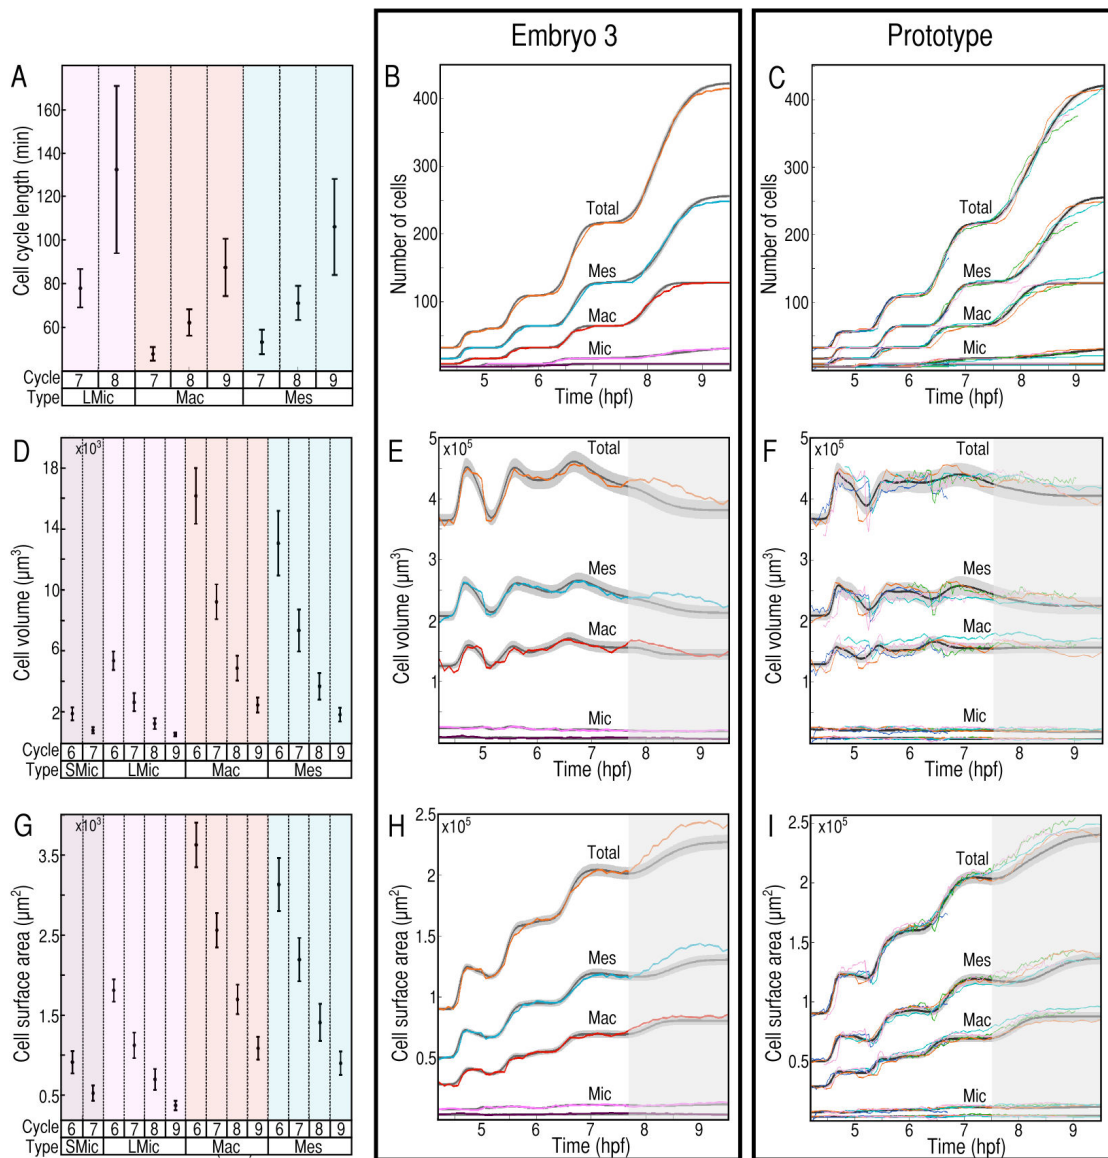 Embryo 3
Prototype
A
Cell cycle length (min)
160
140
120
100
80
60
Cycle 7 8 7 8 9 7 8 9
Type LMic Mac Mes
B
Number of cells
400
300
200
100
Total
Mes
Mac
Mic
5 6 7 8 9
Time (hpf)
C
Number of cells
400
300
200
100
Total
Mes
Mac
Mic
5 6 7 8 9
Time (hpf)
D
x10³
Cell volume (µm³)
18
14
10
6
2
Cycle 6 7 6 7 8 9 6 7 8 9 6 7 8 9
Type SMic LMic Mac Mes
E
x10⁵
Cell volume (µm³)
5
4
3
2
1
Total
Mes
Mac
Mic
5 6 7 8 9
Time (hpf)
F
x10⁵
Cell volume (µm³)
5
4
3
2
1
Total
Mes
Mac
Mic
5 6 7 8 9
Time (hpf)
G
x10³
Cell surface area (µm²)
3.5
2.5
1.5
0.5
Cycle 6 7 6 7 8 9 6 7 8 9 6 7 8 9
Type SMic LMic Mac Mes
H
x10⁵
Cell surface area (µm²)
2.5
2
1.5
1
0.5
Total
Mes
Mac
Mic
5 6 7 8 9
Time (hpf)
I
x10⁵
Cell surface area (µm²)
2.5
2
1.5
1
0.5
Total
Mes
Mac
Mic
5 6 7 8 9
Time (hpf)